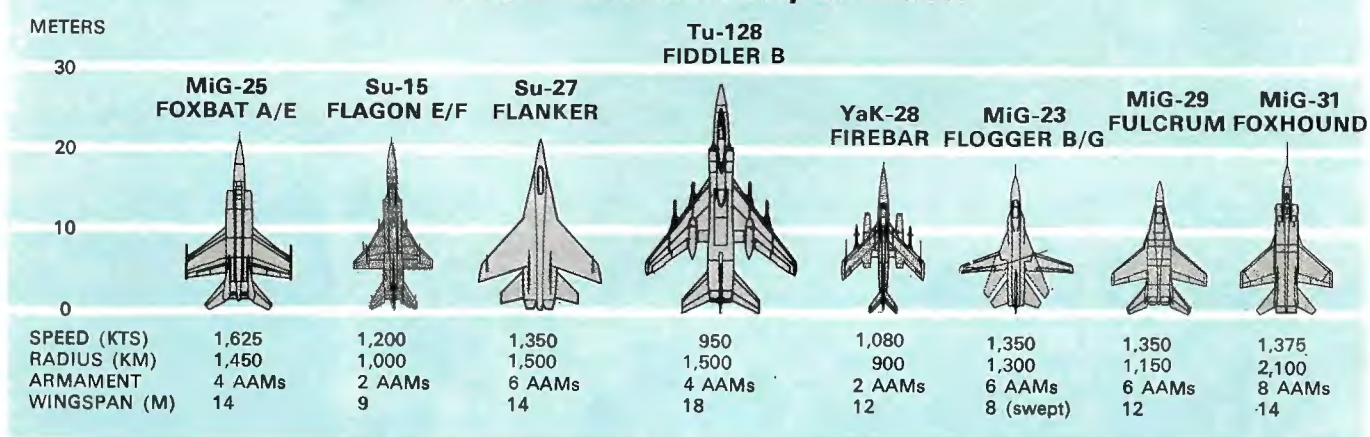 METERS
Tu-128
FIDDLER B
30
MiG-25
FOXBAT A/E
Su-15
FLAGON E/F
Su-27
FLANKER
YaK-28
FIREBAR
MiG-23
FLOGGER B/G
MiG-29
FULCRUM
MiG-31
FOXHOUND
20
10
0
SPEED (KTS) 1,625 1,200 1,350 950 1,080 1,350 1,350 1,375
RADIUS (KM) 1,450 1,000 1,500 1,500 900 1,300 1,150 2,100
ARMAMENT 4 AAMs 2 AAMs 6 AAMs 4 AAMs 2 AAMs 6 AAMs 6 AAMs 8 AAMs
WINGSPAN (M) 14 9 14 18 12 8 (swept) 12 14